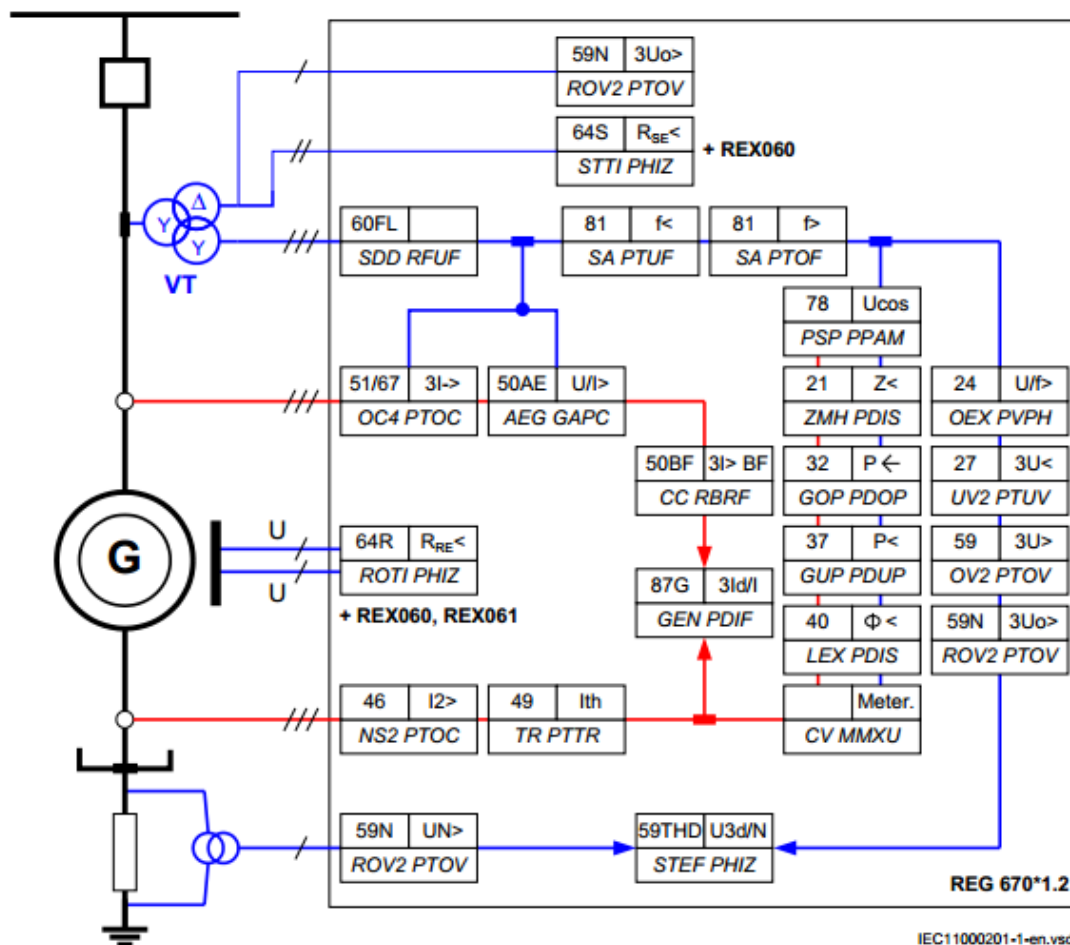 59N 3Uo>
ROV2 PTOV
64S R_SE<
STTI PHIZ
+ REX060
Δ
Y
Y
VT
60FL
SDD RFUF
81 f<
SA PTUF
81 f>
SA PTOF
78 Ucos
PSP PPAM
51/67 3I->
OC4 PTOC
50AE U/I>
AEG GAPC
21 Z<
ZMH PDIS
24 U/f>
OEX PVPH
50BF 3I> BF
CC RBRF
32 P ←
GOP PDOP
27 3U<
UV2 PTUV
G
U
U
64R R_RE<
ROTI PHIZ
+ REX060, REX061
87G 3Id/I
GEN PDIF
37 P<
GUP PDUP
59 3U>
OV2 PTOV
40 Φ <
LEX PDIS
59N 3Uo>
ROV2 PTOV
46 I2>
NS2 PTOC
49 Ith
TR PTTR
Meter.
CV MMXU
59N UN>
ROV2 PTOV
59THD U3d/N
STEF PHIZ
REG 670*1.2
IEC11000201-1-en.vsd